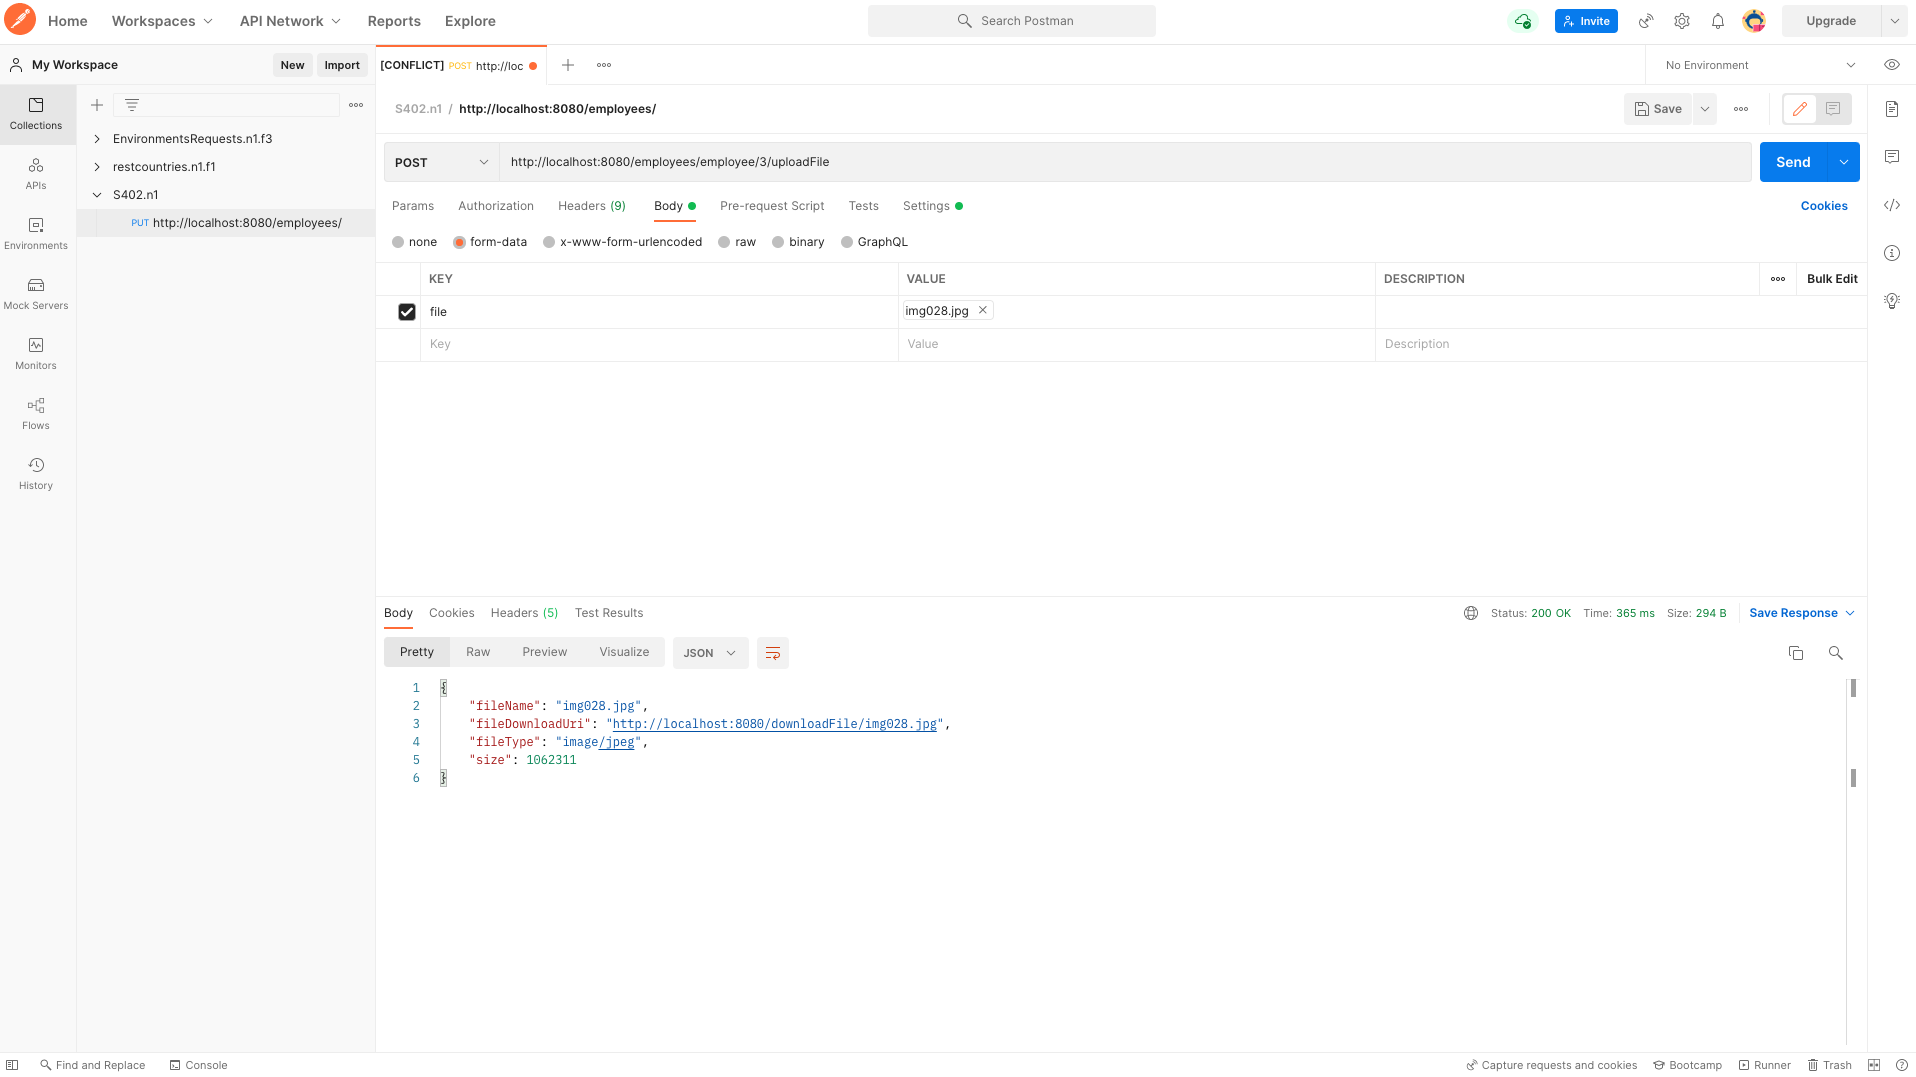 Home Workspaces API Network Reports Explore Search Postman Invite Upgrade
My Workspace New Import [CONFLICT] POST http://loc No Environment
Collections
APIs
Environments
Mock Servers
Monitors
Flows
History
EnvironmentsRequests.n1.f3
restcountries.n1.f1
S402.n1
PUT http://localhost:8080/employees/
S402.n1 / http://localhost:8080/employees/ Save
POST http://localhost:8080/employees/employee/3/uploadFile Send
Params Authorization Headers (9) Body Pre-request Script Tests Settings Cookies
none form-data x-www-form-urlencoded raw binary GraphQL
KEY VALUE DESCRIPTION Bulk Edit
file img028.jpg
Key Value Description
Body Cookies Headers (5) Test Results Status: 200 OK Time: 365 ms Size: 294 B Save Response
Pretty Raw Preview Visualize JSON
1 {
2 "fileName": "img028.jpg",
3 "fileDownloadUri": "http://localhost:8080/downloadFile/img028.jpg",
4 "fileType": "image/jpeg",
5 "size": 1062311
6 }
Find and Replace Console Capture requests and cookies Bootcamp Runner Trash